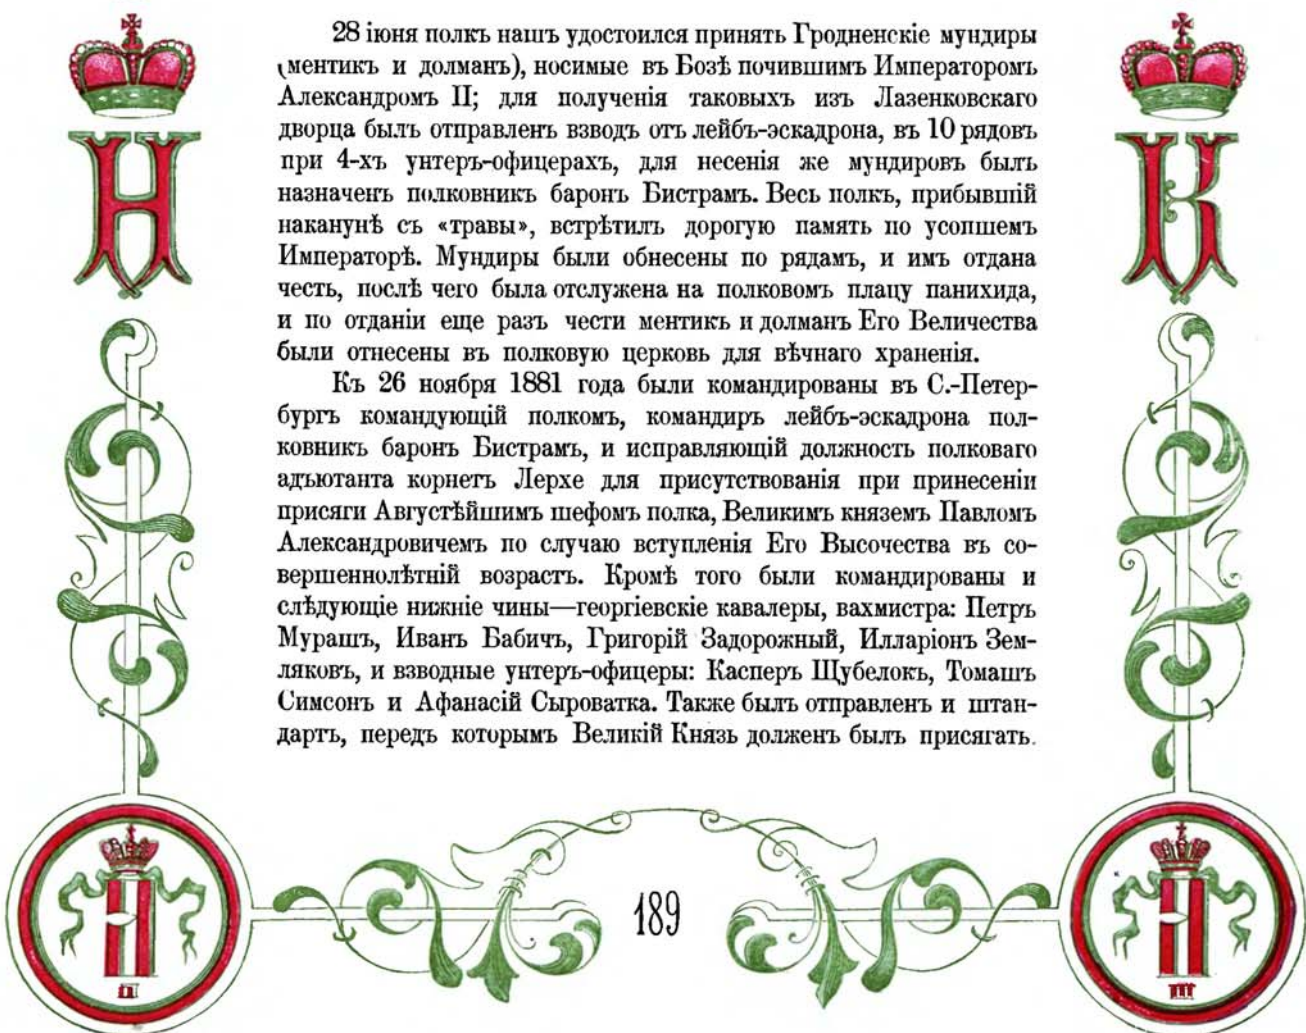 28 іюня полкъ нашъ удостоился принять Гродненскіе мундиры
(ментикъ и долманъ), носимые въ Бозѣ почившимъ Императоромъ
Александромъ II; для полученія таковыхъ изъ Лазенковскаго
дворца былъ отправленъ взводъ отъ лейбъ-эскадрона, въ 10 рядовъ
при 4-хъ унтеръ-офицерахъ, для несенія же мундировъ былъ
назначенъ полковникъ баронъ Бистрамъ. Весь полкъ, прибывшій
наканунѣ съ «травы», встрѣтилъ дорогую память по усопшемъ
Императорѣ. Мундиры были обнесены по рядамъ, и имъ отдана
честь, послѣ чего была отслужена на полковомъ плацу панихида,
и по отданіи еще разъ чести ментикъ и долманъ Его Величества
были отнесены въ полковую церковь для вѣчнаго храненія.
Къ 26 ноября 1881 года были командированы въ С.-Петер-
бургъ командующій полкомъ, командиръ лейбъ-эскадрона пол-
ковникъ баронъ Бистрамъ, и исправляющій должность полковаго
адъютанта корнетъ Лерхе для присутствованія при принесеніи
присяги Августѣйшимъ шефомъ полка, Великимъ княземъ Павломъ
Александровичемъ по случаю вступленія Его Высочества въ со-
вершеннолѣтній возрастъ. Кромѣ того были командированы и
слѣдующіе нижніе чины—георгіевскіе кавалеры, вахмистра: Петръ
Мурашъ, Иванъ Бабичъ, Григорій Задорожный, Илларіонъ Зем-
ляковъ, и взводные унтеръ-офицеры: Касперъ Щубелокъ, Томашъ
Симсонъ и Афанасій Сыроватка. Также былъ отправленъ и штан-
дартъ, передъ которымъ Великій Князь долженъ былъ присягать.
Н
К
II
III
189